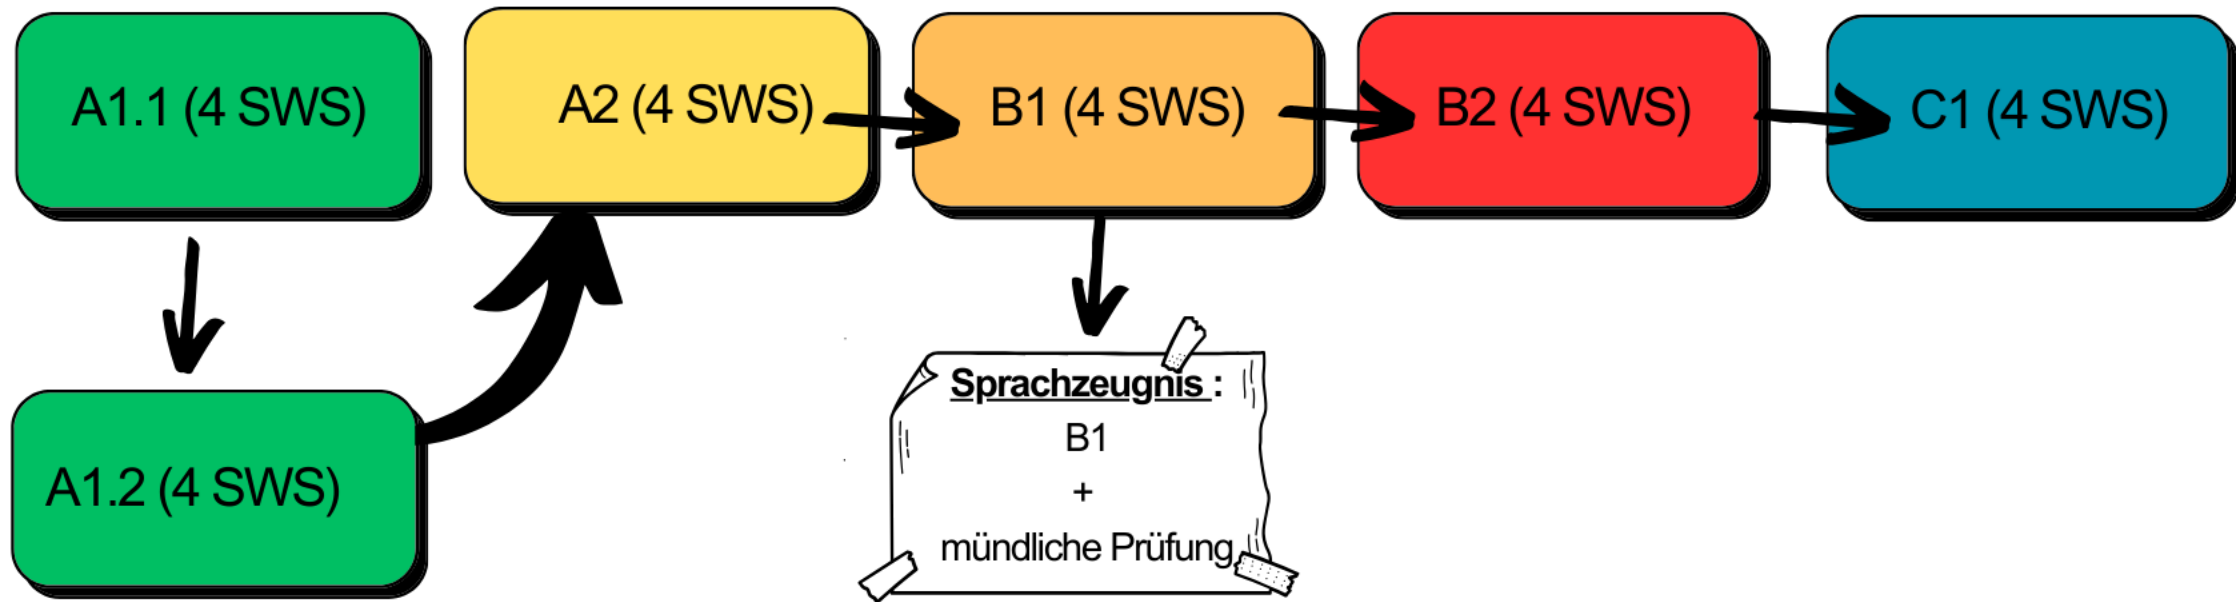 A1.1 (4 SWS)
A2 (4 SWS)
B1 (4 SWS)
B2 (4 SWS)
C1 (4 SWS)
A1.2 (4 SWS)
Sprachzeugnis :
B1
+
mündliche Prüfung